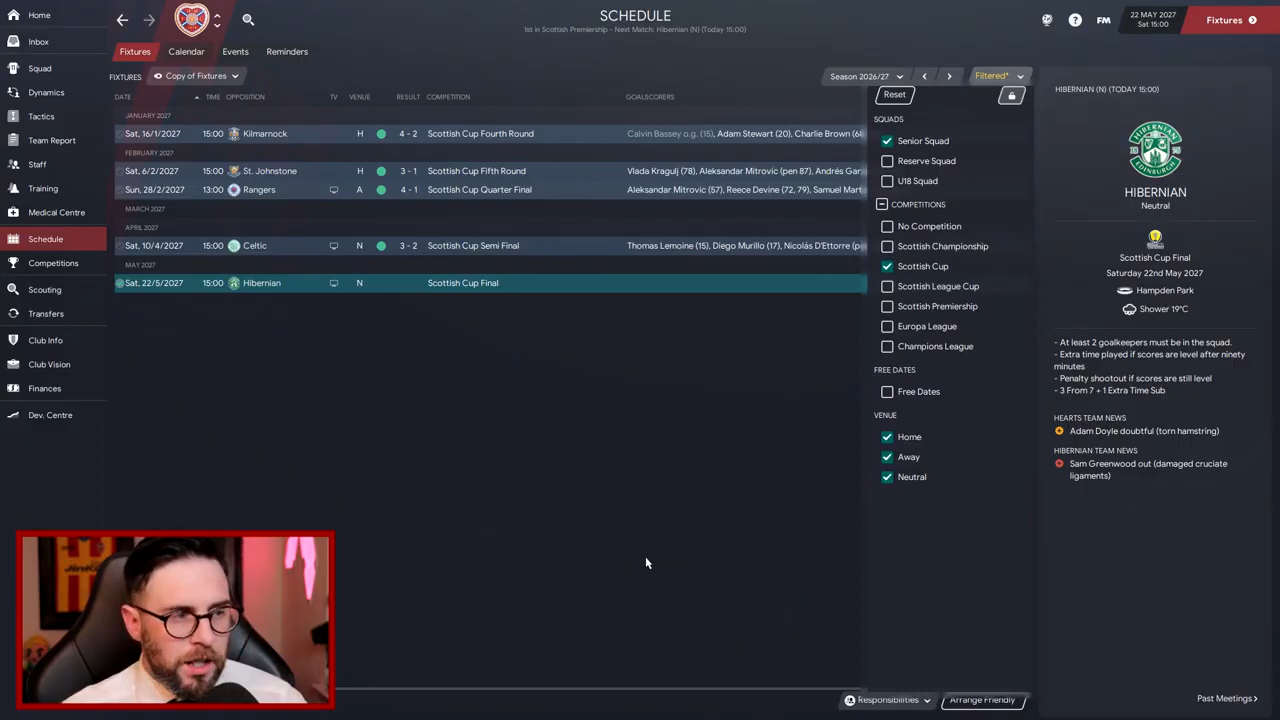 SCHEDULE
1st in Scottish Premiership - Next Match: Hibernian (N) (Today 15:00)
FM
22 MAY 2027
Sat 15:00
Fixtures
Home
Inbox
Squad
Dynamics
Tactics
Team Report
Staff
Training
Medical Centre
Schedule
Competitions
Scouting
Transfers
Club Info
Club Vision
Finances
Dev. Centre
Fixtures Calendar Events Reminders
FIXTURES Copy of Fixtures
Season 2026/27
Filtered*
DATE TIME OPPOSITION TV VENUE RESULT COMPETITION GOALSCORERS
JANUARY 2027
Sat, 16/1/2027 15:00 Kilmarnock H 4 - 2 Scottish Cup Fourth Round Calvin Bassey o.g. (15), Adam Stewart (20), Charlie Brown (68
FEBRUARY 2027
Sat, 6/2/2027 15:00 St. Johnstone H 3 - 1 Scottish Cup Fifth Round Vlada Kragulj (78), Aleksandar Mitrovic (pen 87), Andrés Gar
Sun, 28/2/2027 13:00 Rangers A 4 - 1 Scottish Cup Quarter Final Aleksandar Mitrovic (57), Reece Devine (72, 79), Samuel Mart
MARCH 2027
APRIL 2027
Sat, 10/4/2027 15:00 Celtic N 3 - 2 Scottish Cup Semi Final Thomas Lemoine (15), Diego Murillo (17), Nicolás D'Ettorre (p
MAY 2027
Sat, 22/5/2027 15:00 Hibernian N Scottish Cup Final
Reset
SQUADS
Senior Squad
Reserve Squad
U18 Squad
COMPETITIONS
No Competition
Scottish Championship
Scottish Cup
Scottish League Cup
Scottish Premiership
Europa League
Champions League
FREE DATES
Free Dates
VENUE
Home
Away
Neutral
Responsibilities
Arrange Friendly
HIBERNIAN (N) (TODAY 15:00)
HIBERNIAN
EDINBURGH
HIBERNIAN
Neutral
Scottish Cup Final
Saturday 22nd May 2027
Hampden Park
Shower 19°C
- At least 2 goalkeepers must be in the squad.
- Extra time played if scores are level after ninety
minutes
- Penalty shootout if scores are still level
- 3 From 7 + 1 Extra Time Sub
HEARTS TEAM NEWS
Adam Doyle doubtful (torn hamstring)
HIBERNIAN TEAM NEWS
Sam Greenwood out (damaged cruciate
ligaments)
Past Meetings